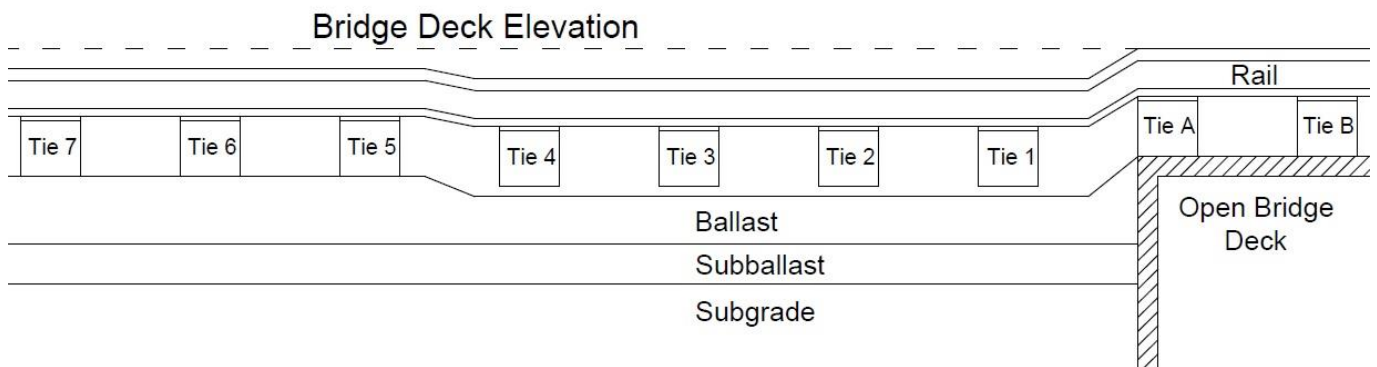 Bridge Deck Elevation
Rail
Tie 7
Tie 6
Tie 5
Tie 4
Tie 3
Tie 2
Tie 1
Tie A
Tie B
Ballast
Subballast
Subgrade
Open Bridge
Deck